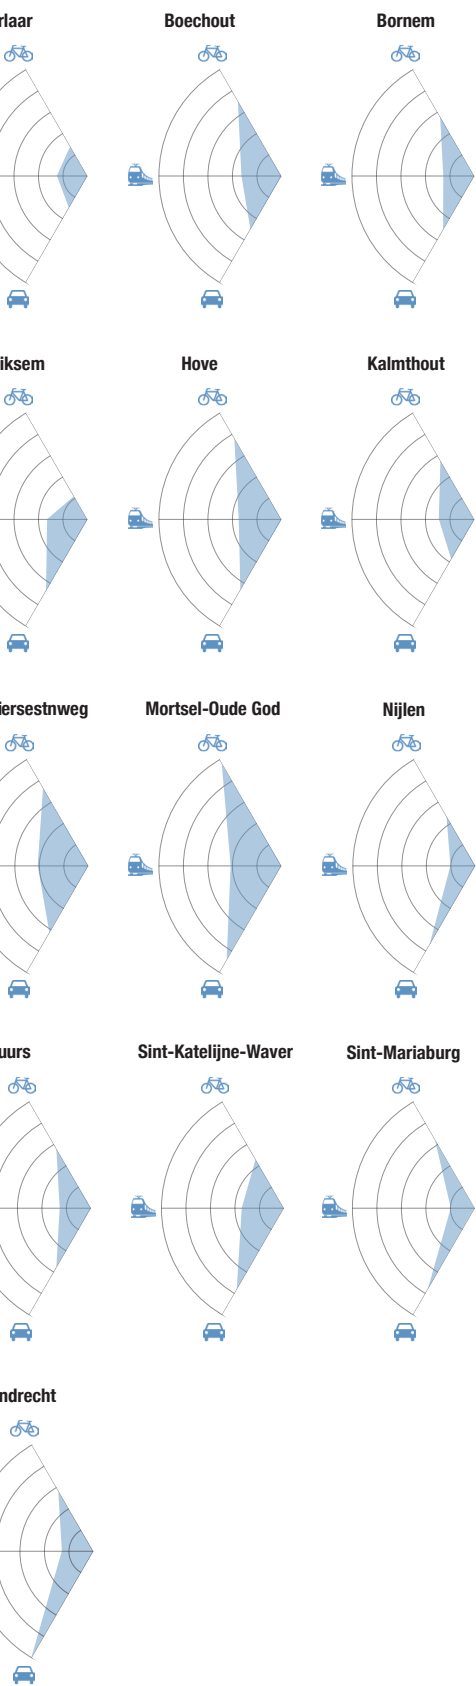 rlaar Boechout Bornem
iksem Hove Kalmthout
iersestnweg Mortsel-Oude God Nijlen
uurs Sint-Katelijne-Waver Sint-Mariaburg
ndrecht